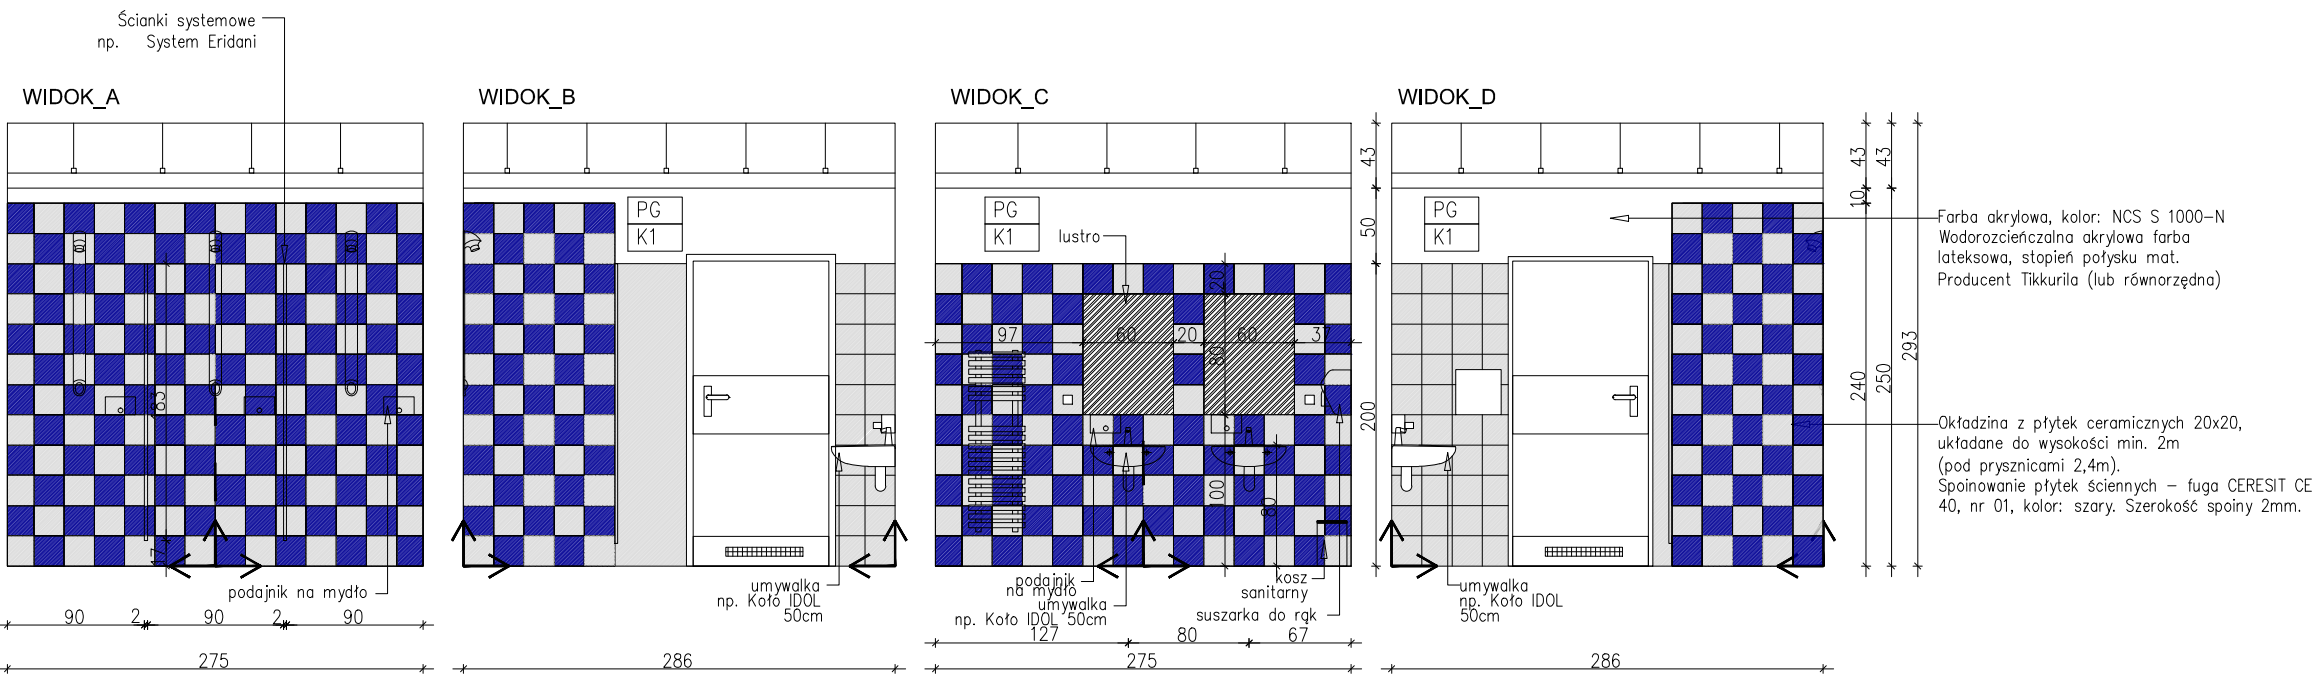 Ścianki systemowe
np. System Eridani
WIDOK_A
WIDOK_B
WIDOK_C
WIDOK_D
PG
K1
PG
K1
PG
K1
lustro
43
50
200
43
43
10
240
250
293
Farba akrylowa, kolor: NCS S 1000-N
Wodorozcieńczalna akrylowa farba
lateksowa, stopień połysku mat.
Producent Tikkurila (lub równorzędna)
20
97
60
20
60
37
80
183
17
100
80
Okładzina z płytek ceramicznych 20x20,
układane do wysokości min. 2m
(pod prysznicami 2,4m).
Spoinowanie płytek ściennych – fuga CERESIT CE
40, nr 01, kolor: szary. Szerokość spoiny 2mm.
podajnik na mydło
umywalka
np. Koło IDOL
50cm
podajnik
na mydło
umywalka
np. Koło IDOL 50cm
kosz
sanitarny
suszarka do rąk
umywalka
np. Koło IDOL
50cm
90
2
90
2
90
127
80
67
275
286
275
286